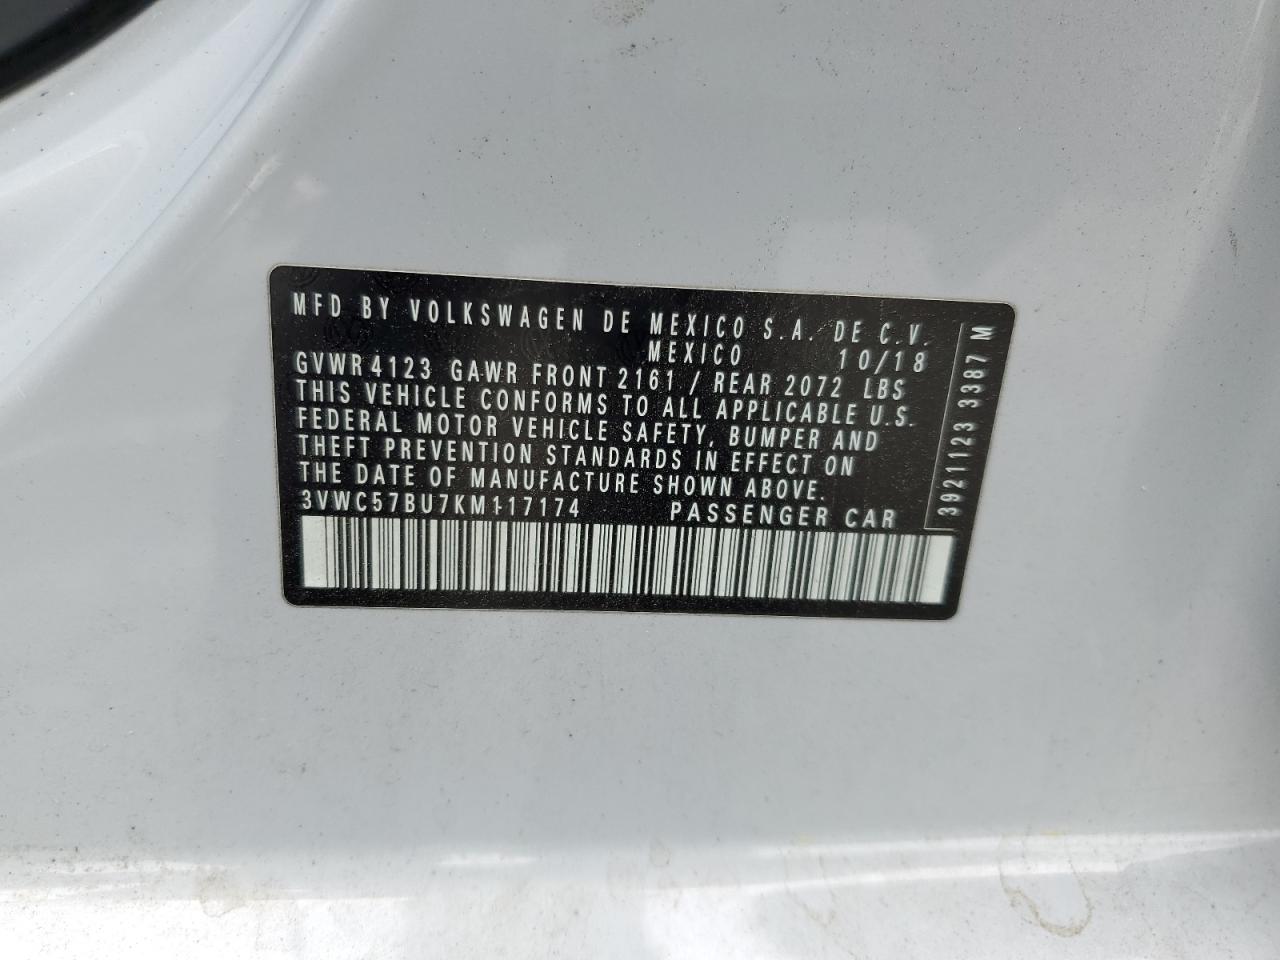 MFD BY VOLKSWAGEN DE MEXICO S.A. DE C.V.
MEXICO 10/18
GVWR 4123 GAWR FRONT 2161 / REAR 2072 LBS
THIS VEHICLE CONFORMS TO ALL APPLICABLE U.S.
FEDERAL MOTOR VEHICLE SAFETY, BUMPER AND
THEFT PREVENTION STANDARDS IN EFFECT ON
THE DATE OF MANUFACTURE SHOWN ABOVE.
3VWC57BU7KM117174 PASSENGER CAR
3921123 3387 M